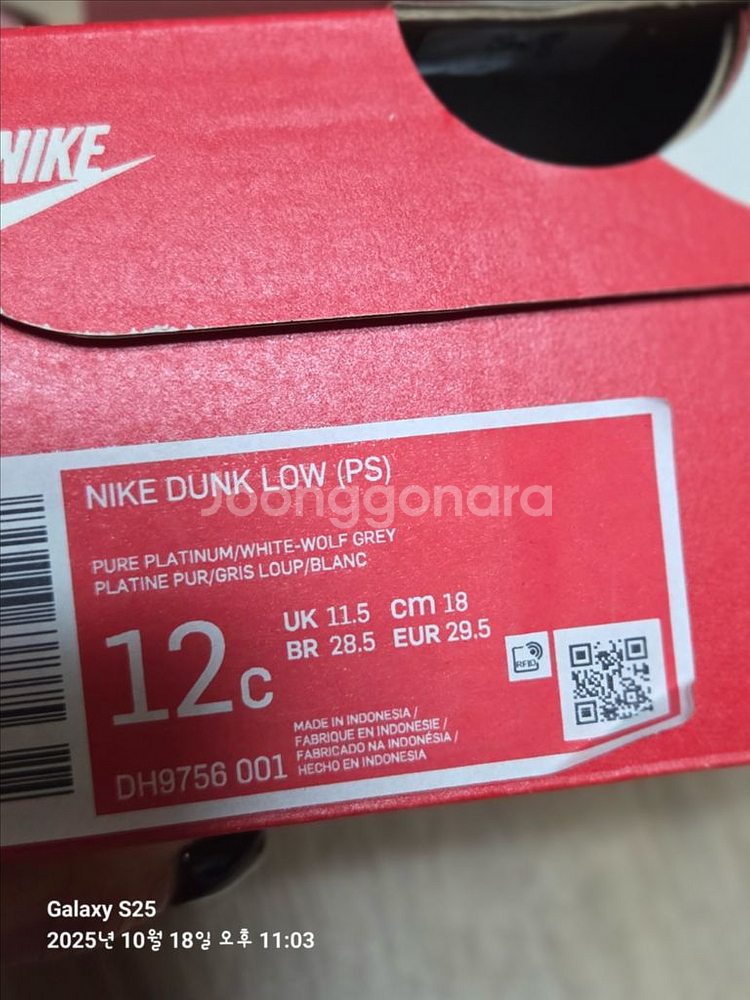 NIKE
NIKE DUNK LOW (PS)
Joonggonara
PURE PLATINUM/WHITE-WOLF GREY
PLATINE PUR/GRIS LOUP/BLANC
12C
UK 11.5 cm 18
BR 28.5 EUR 29.5
RFID
MADE IN INDONESIA /
FABRIQUE EN INDONESIE /
FABRICADO NA INDONÉSIA /
HECHO EN INDONESIA
DH9756 001
Galaxy S25
2025년 10월 18일 오후 11:03